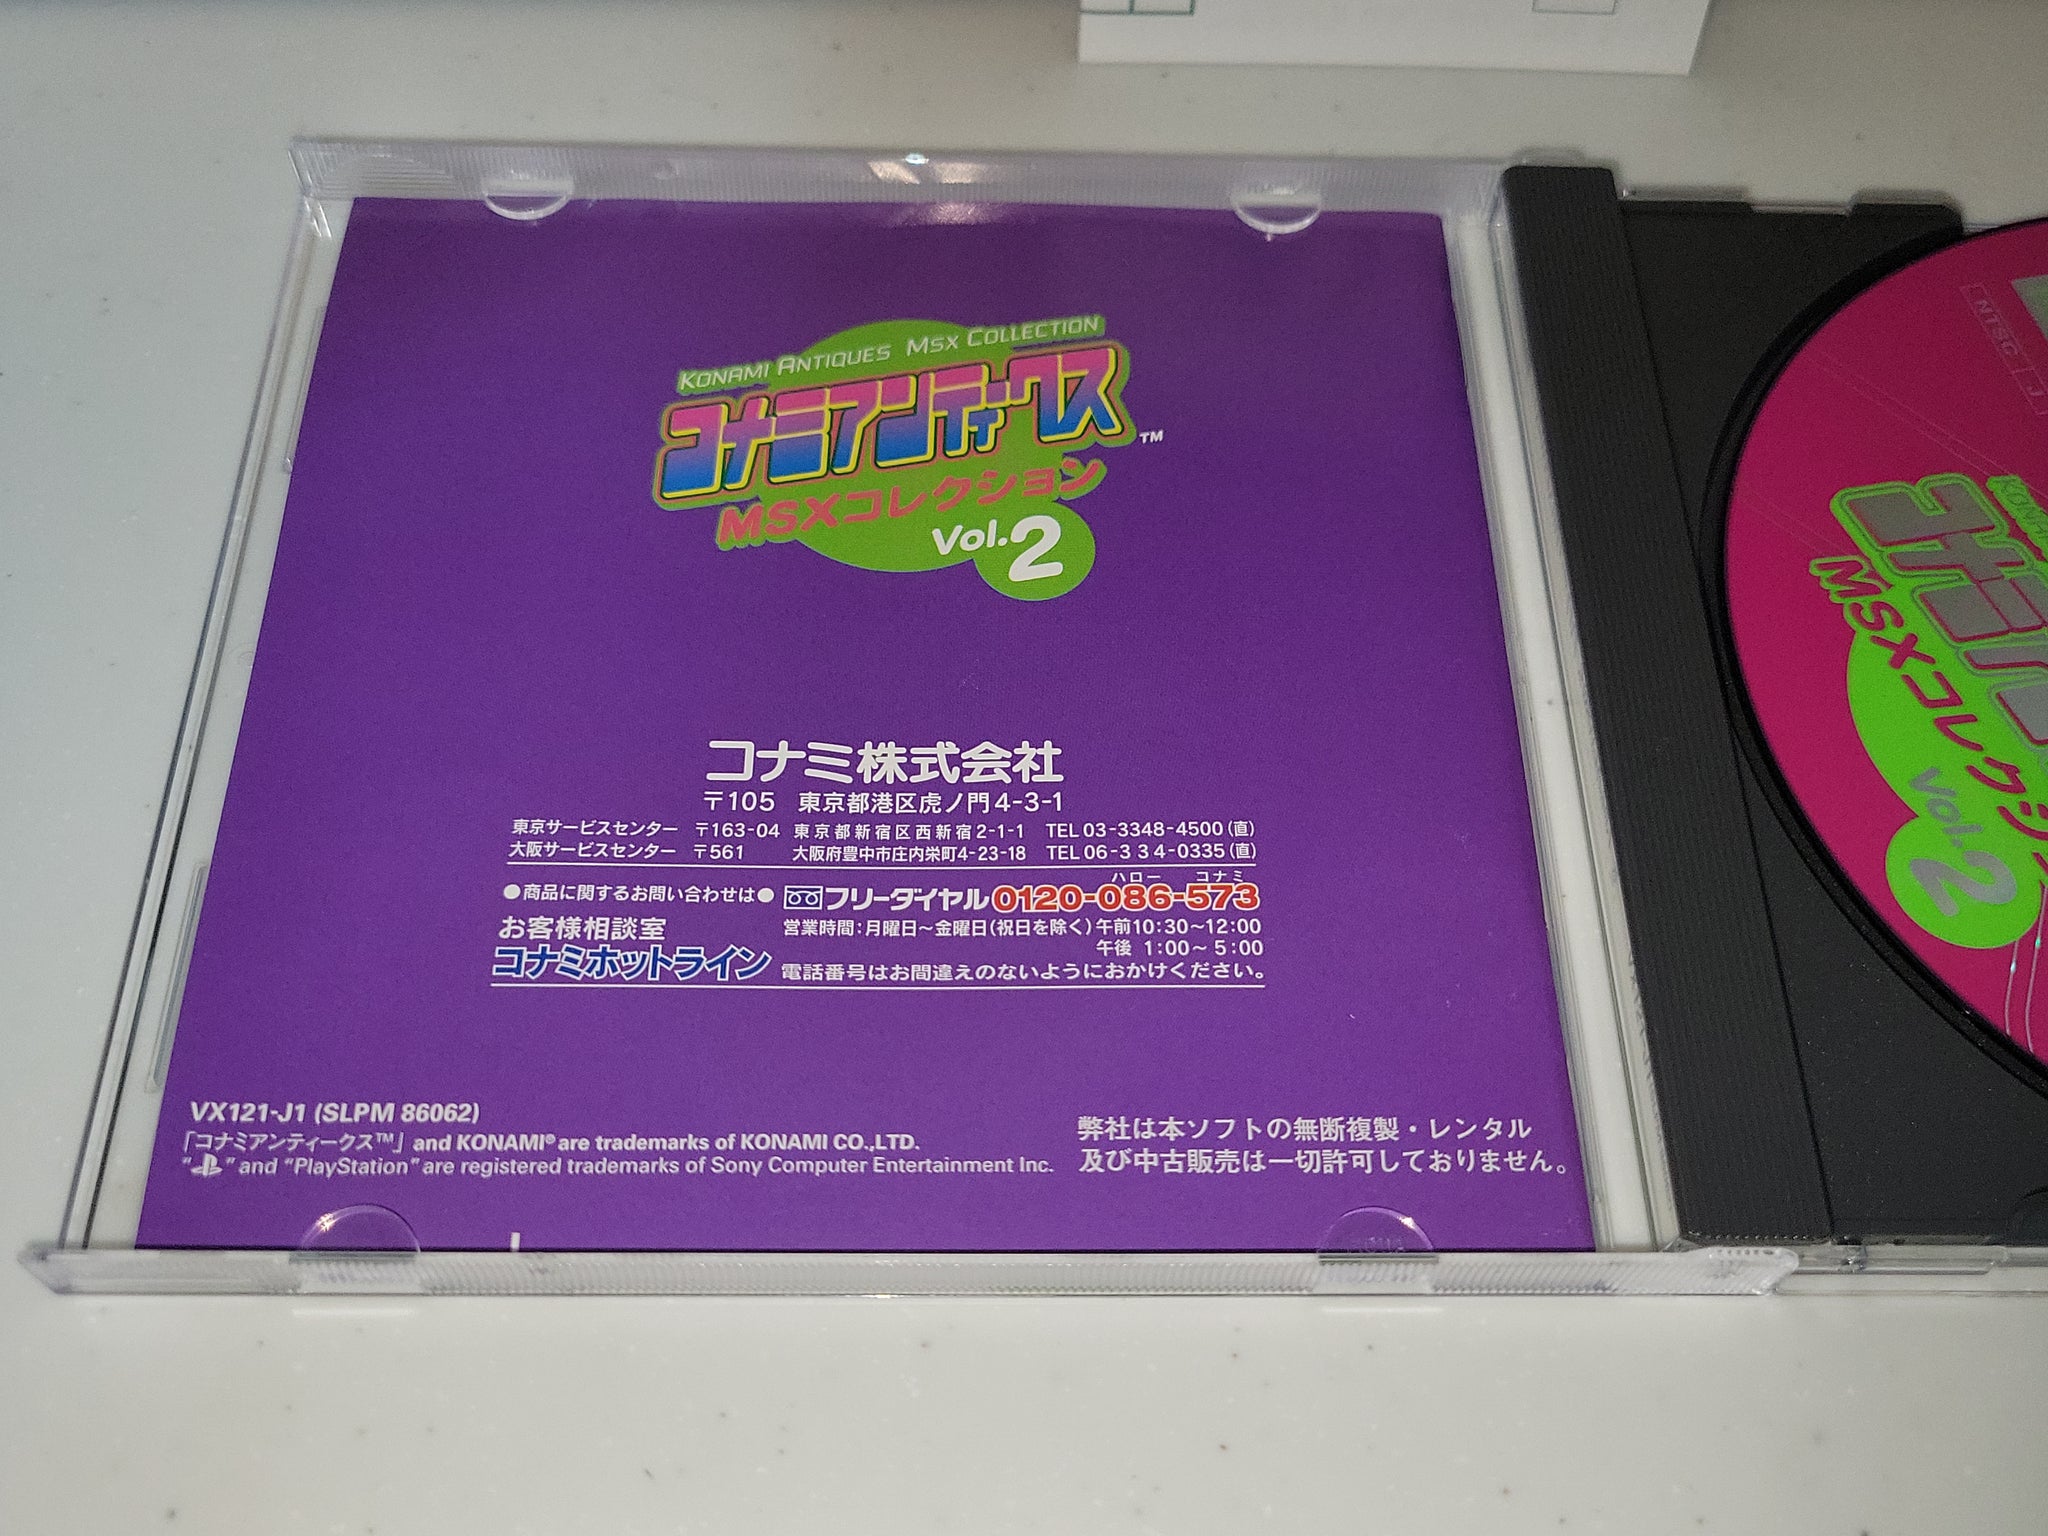 KONAMI ANTIQUES MSX COLLECTION
コナミアンティークス™
MSXコレクション
Vol.2
コナミ株式会社
〒105 東京都港区虎ノ門4-3-1
東京サービスセンター 〒163-04 東京都新宿区西新宿2-1-1 TEL 03-3348-4500(直)
大阪サービスセンター 〒561 大阪府豊中市庄内栄町4-23-18 TEL 06-334-0335(直)
ハロー コナミ
●商品に関するお問い合わせは● フリーダイヤル 0120-086-573
お客様相談室
コナミホットライン
営業時間:月曜日〜金曜日(祝日を除く)午前10:30〜12:00
午後 1:00〜5:00
電話番号はお間違えのないようにおかけください。
VX121-J1 (SLPM 86062)
「コナミアンティークス™」 and KONAMI® are trademarks of KONAMI CO.,LTD.
" " and "PlayStation" are registered trademarks of Sony Computer Entertainment Inc.
弊社は本ソフトの無断複製・レンタル
及び中古販売は一切許可しておりません。
NTSC J
コナミ
MSXコレクシ
Vol.2